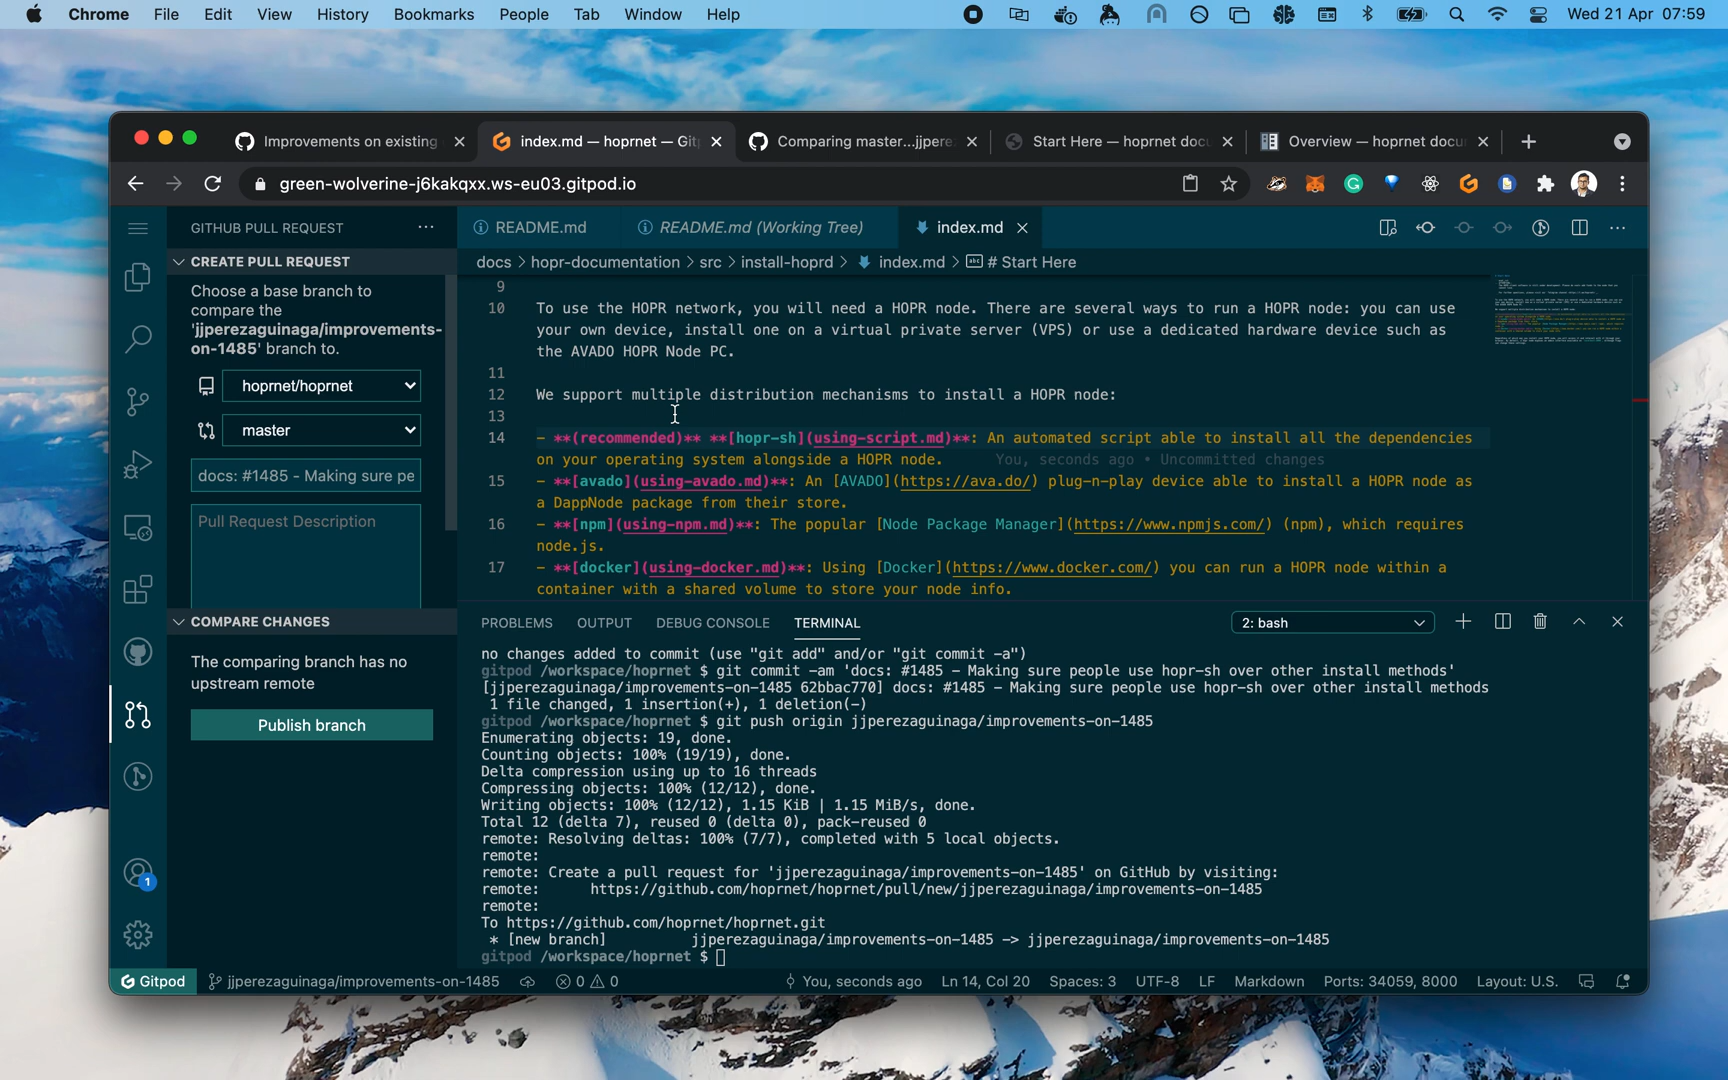 Chrome File Edit View History Bookmarks People Tab Window Help Wed 21 Apr 07:59
Improvements on existing index.md — hoprnet — Git Comparing master...jjpere Start Here — hoprnet docu Overview — hoprnet docu
green-wolverine-j6kakqxx.ws-eu03.gitpod.io
GITHUB PULL REQUEST
README.md README.md (Working Tree) index.md
docs > hopr-documentation > src > install-hoprd > index.md > # Start Here
CREATE PULL REQUEST
Choose a base branch to
compare the
'jjperezaguinaga/improvements-
on-1485' branch to.
hoprnet/hoprnet
master
docs: #1485 - Making sure pe
Pull Request Description
COMPARE CHANGES
The comparing branch has no
upstream remote
Publish branch
9
10 To use the HOPR network, you will need a HOPR node. There are several ways to run a HOPR node: you can use
your own device, install one on a virtual private server (VPS) or use a dedicated hardware device such as
the AVADO HOPR Node PC.
11
12 We support multiple distribution mechanisms to install a HOPR node:
13
14 - **(recommended)** **[hopr-sh](using-script.md)**: An automated script able to install all the dependencies
on your operating system alongside a HOPR node. You, seconds ago • Uncommitted changes
15 - **[avado](using-avado.md)**: An [AVADO](https://ava.do/) plug-n-play device able to install a HOPR node as
a DappNode package from their store.
16 - **[npm](using-npm.md)**: The popular [Node Package Manager](https://www.npmjs.com/) (npm), which requires
node.js.
17 - **[docker](using-docker.md)**: Using [Docker](https://www.docker.com/) you can run a HOPR node within a
container with a shared volume to store your node info.
PROBLEMS OUTPUT DEBUG CONSOLE TERMINAL 2: bash
no changes added to commit (use "git add" and/or "git commit -a")
gitpod /workspace/hoprnet $ git commit -am 'docs: #1485 - Making sure people use hopr-sh over other install methods'
[jjperezaguinaga/improvements-on-1485 62bbac770] docs: #1485 - Making sure people use hopr-sh over other install methods
1 file changed, 1 insertion(+), 1 deletion(-)
gitpod /workspace/hoprnet $ git push origin jjperezaguinaga/improvements-on-1485
Enumerating objects: 19, done.
Counting objects: 100% (19/19), done.
Delta compression using up to 16 threads
Compressing objects: 100% (12/12), done.
Writing objects: 100% (12/12), 1.15 KiB | 1.15 MiB/s, done.
Total 12 (delta 7), reused 0 (delta 0), pack-reused 0
remote: Resolving deltas: 100% (7/7), completed with 5 local objects.
remote:
remote: Create a pull request for 'jjperezaguinaga/improvements-on-1485' on GitHub by visiting:
remote: https://github.com/hoprnet/hoprnet/pull/new/jjperezaguinaga/improvements-on-1485
remote:
To https://github.com/hoprnet/hoprnet.git
* [new branch] jjperezaguinaga/improvements-on-1485 -> jjperezaguinaga/improvements-on-1485
gitpod /workspace/hoprnet $
1
Gitpod jjperezaguinaga/improvements-on-1485 0 0 You, seconds ago Ln 14, Col 20 Spaces: 3 UTF-8 LF Markdown Ports: 34059, 8000 Layout: U.S.